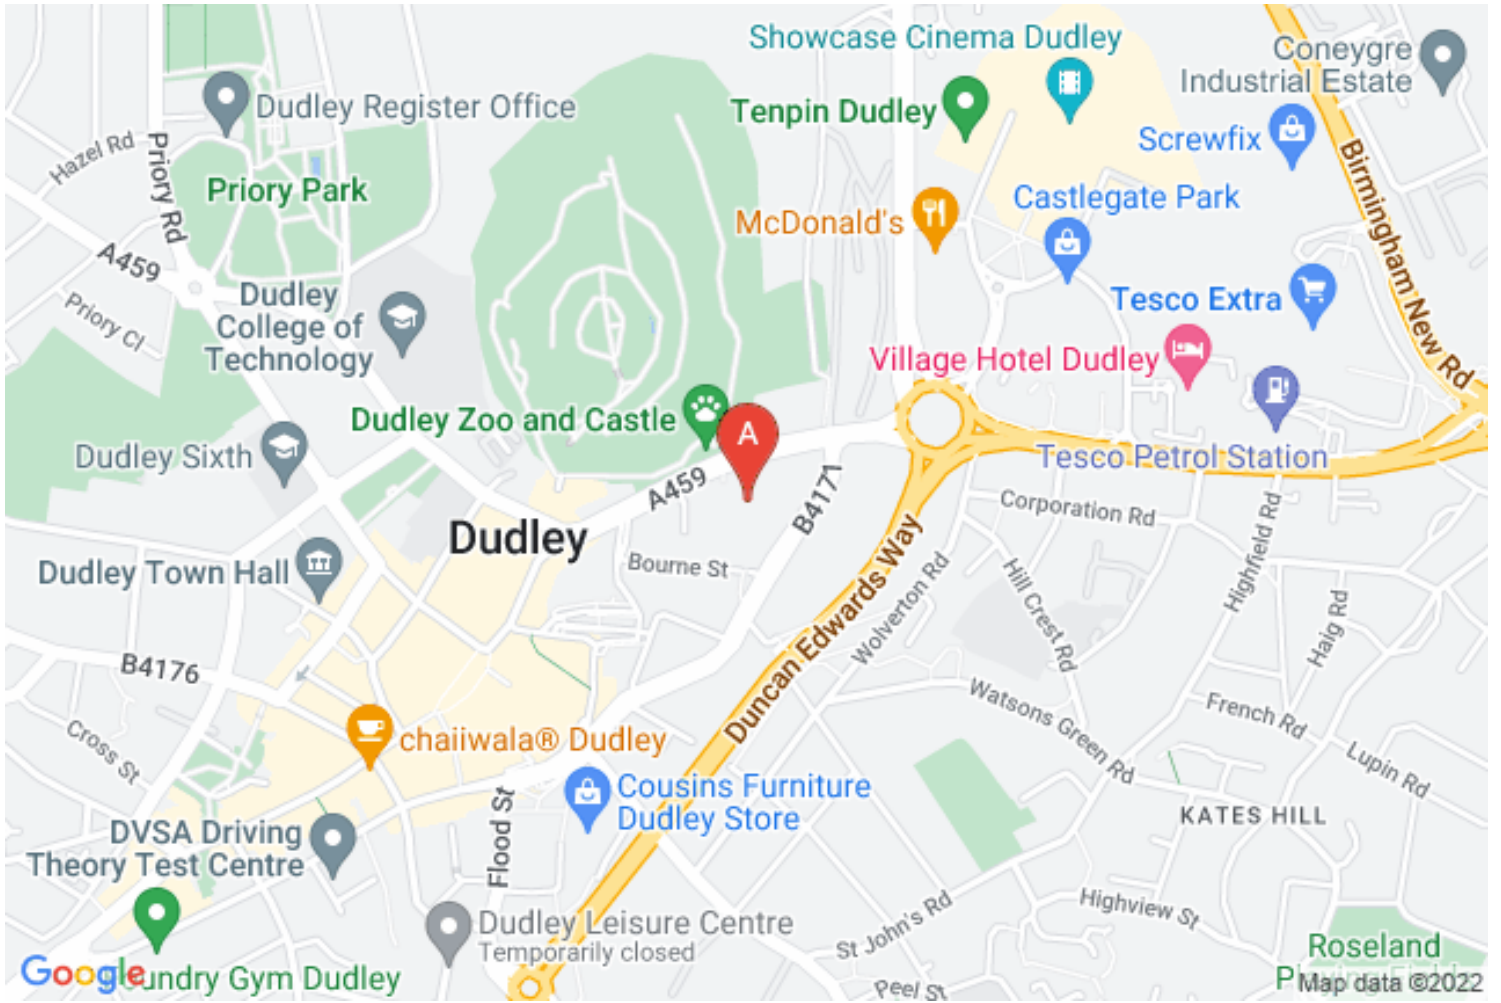 Showcase Cinema Dudley
Coneygre
Industrial Estate
Dudley Register Office
Tenpin Dudley
Screwfix
Hazel Rd
Priory Rd
Priory Park
Castlegate Park
McDonald's
Birmingham New Rd
A459
Priory Cl
Dudley
College of
Technology
Tesco Extra
Village Hotel Dudley
Dudley Zoo and Castle
A
Dudley Sixth
Tesco Petrol Station
A459
B4171
Corporation Rd
Highfield Rd
Dudley
Bourne St
Dudley Town Hall
Duncan Edwards Way
Wolverton Rd
Hill Crest Rd
Haig Rd
B4176
Watsons Green Rd
French Rd
Cross St
chaiiwala® Dudley
Lupin Rd
Cousins Furniture
Dudley Store
KATES HILL
Flood St
DVSA Driving
Theory Test Centre
Dudley Leisure Centre
Temporarily closed
St John's Rd
Highview St
Roseland
Google
undry Gym Dudley
Peel St
Map data ©2022